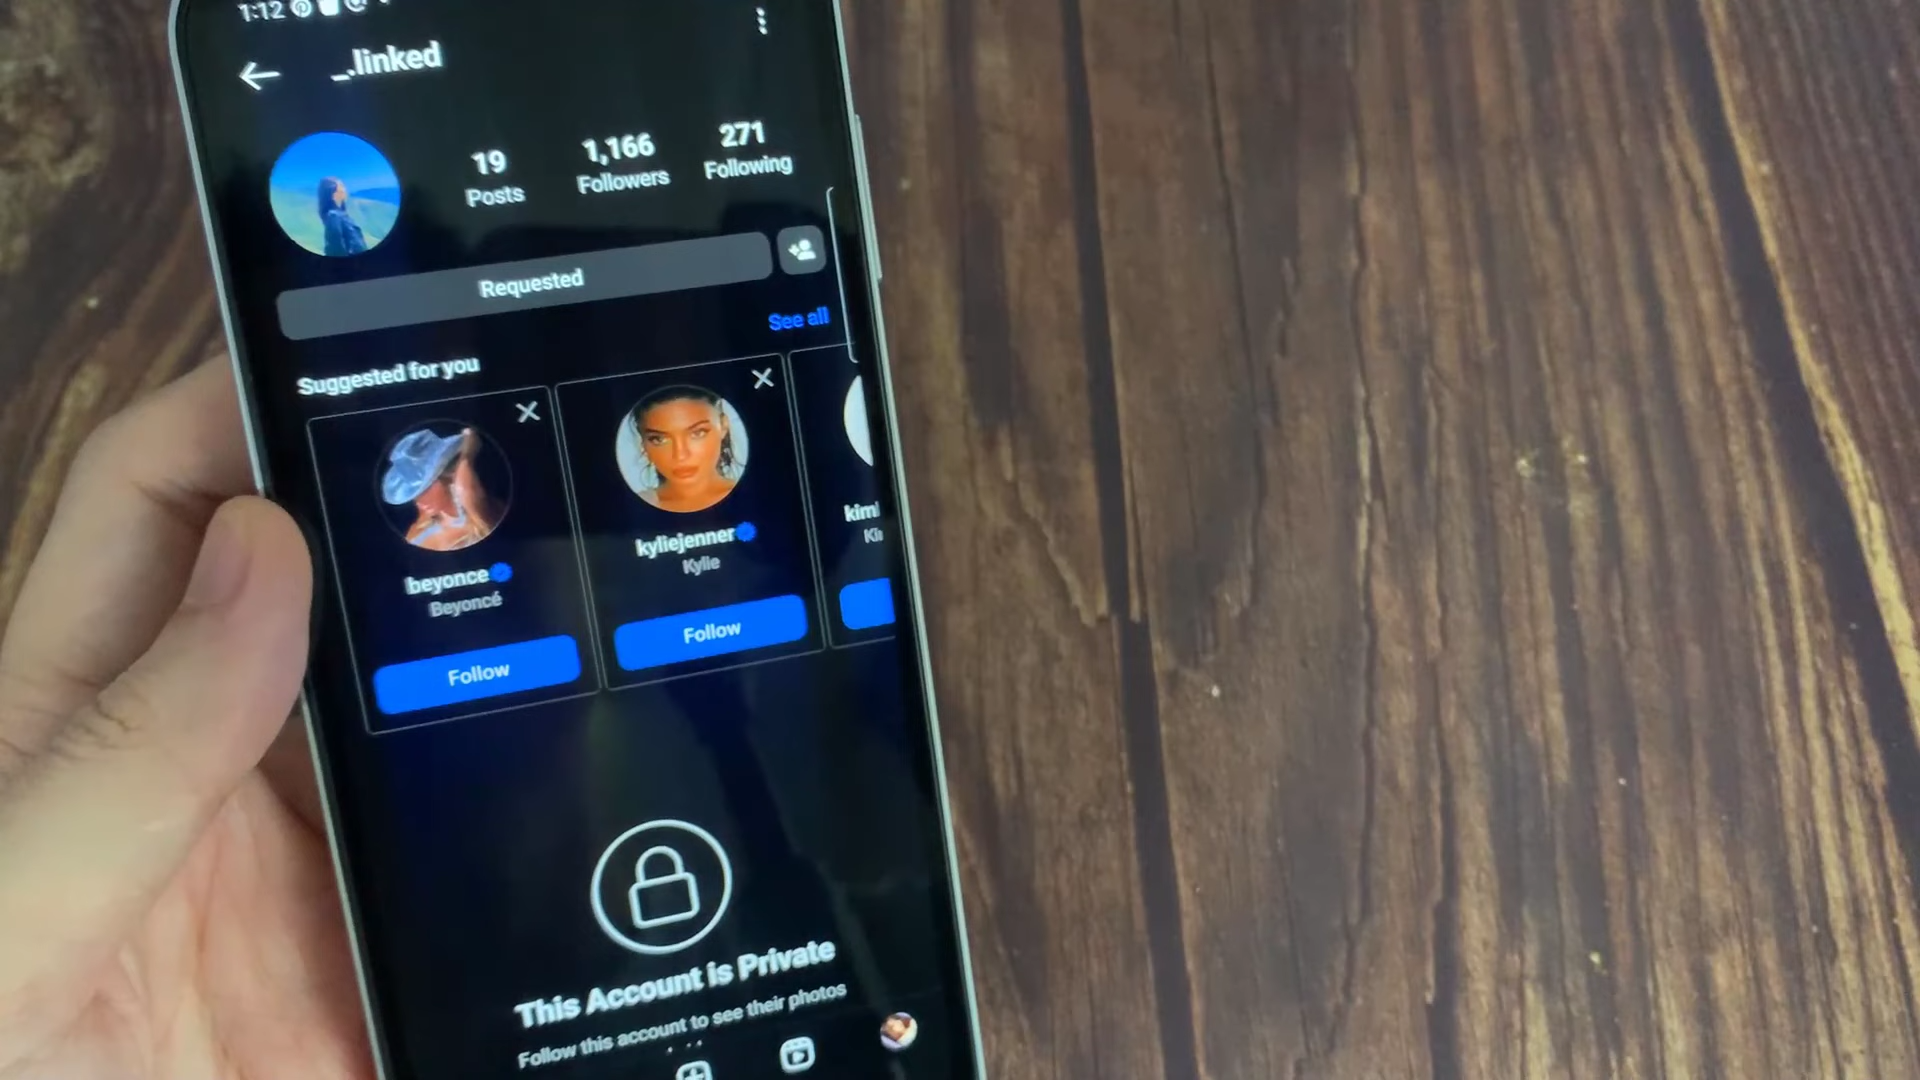 1:12
_.linked
19 1,166 271
Posts Followers Following
Requested
See all
Suggested for you
beyonce kyliejenner
Beyoncé Kylie
Follow Follow
This Account is Private
Follow this account to see their photos